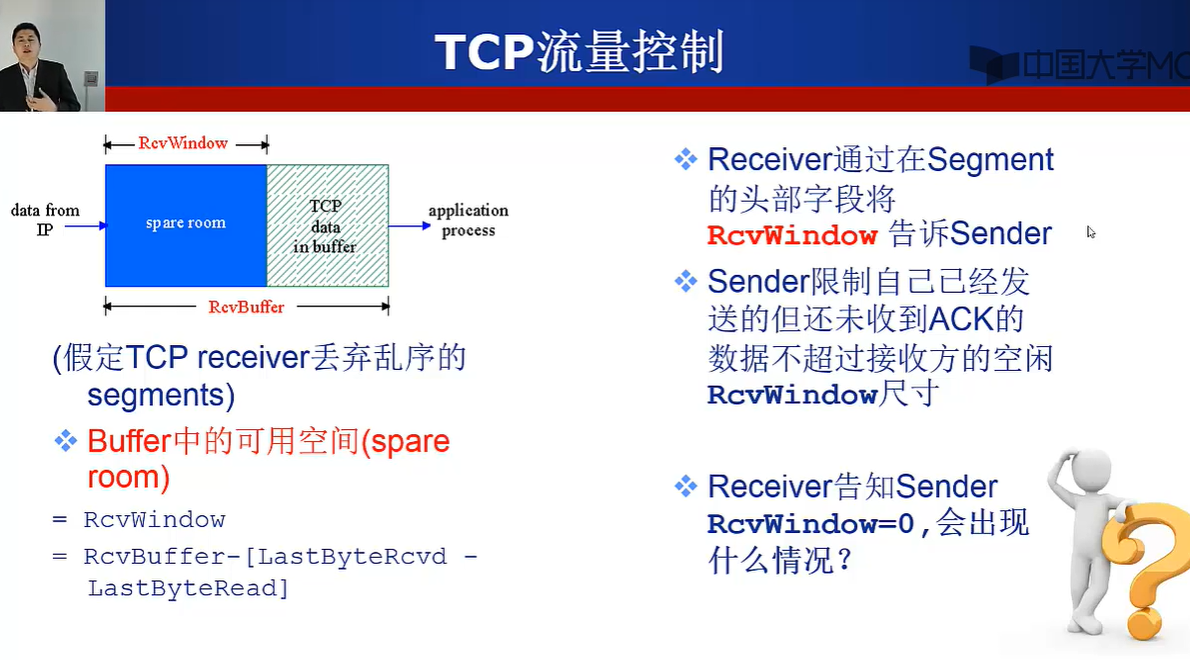 TCP流量控制
中国大学MO
RcvWindow
data from
IP
spare room
TCP
data
in buffer
application
process
RcvBuffer
(假定TCP receiver丢弃乱序的
segments)
Buffer中的可用空间(spare
room)
= RcvWindow
= RcvBuffer-[LastByteRcvd -
LastByteRead]
Receiver通过在Segment
的头部字段将
RcvWindow 告诉Sender
Sender限制自己已经发
送的但还未收到ACK的
数据不超过接收方的空闲
RcvWindow尺寸
Receiver告知Sender
RcvWindow=0,会出现
什么情况?